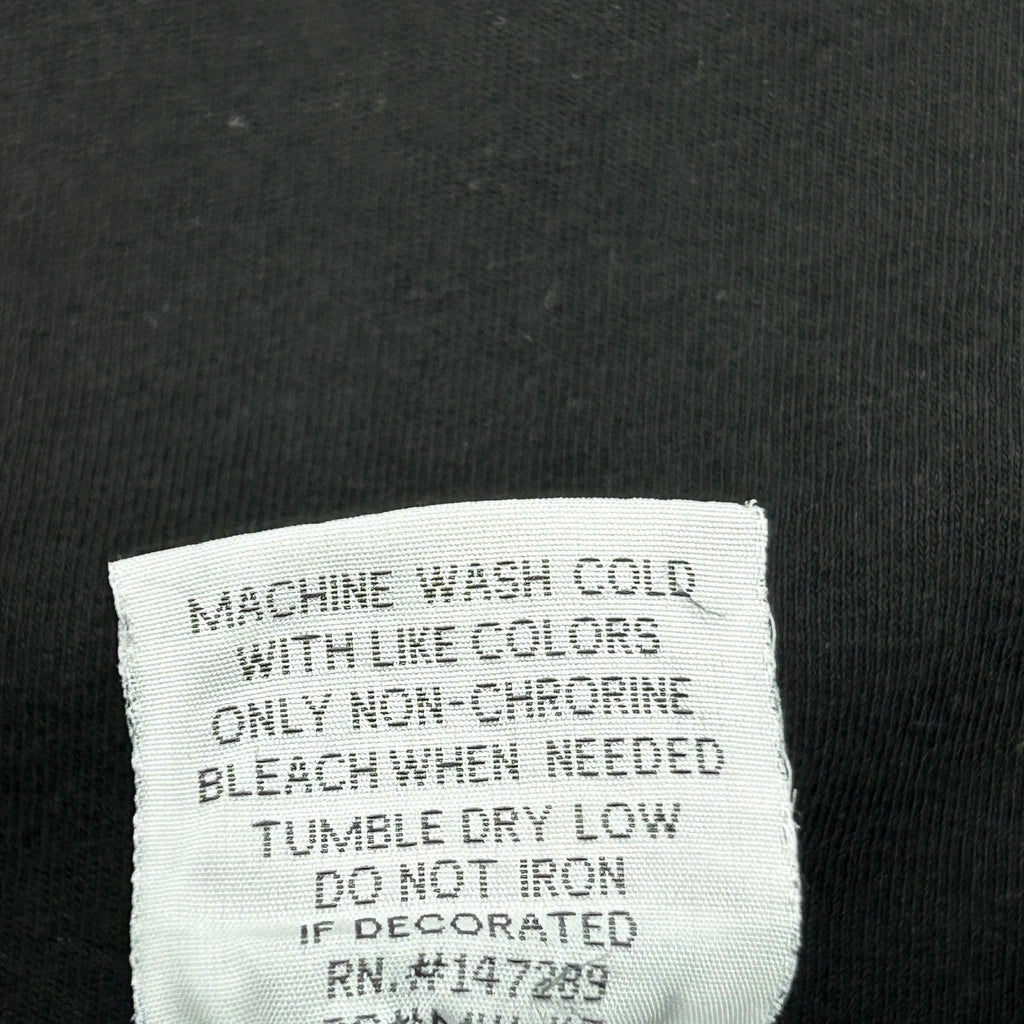 MACHINE WASH COLD
WITH LIKE COLORS
ONLY NON-CHRORINE
BLEACH WHEN NEEDED
TUMBLE DRY LOW
DO NOT IRON
IF DECORATED
RN.#147289